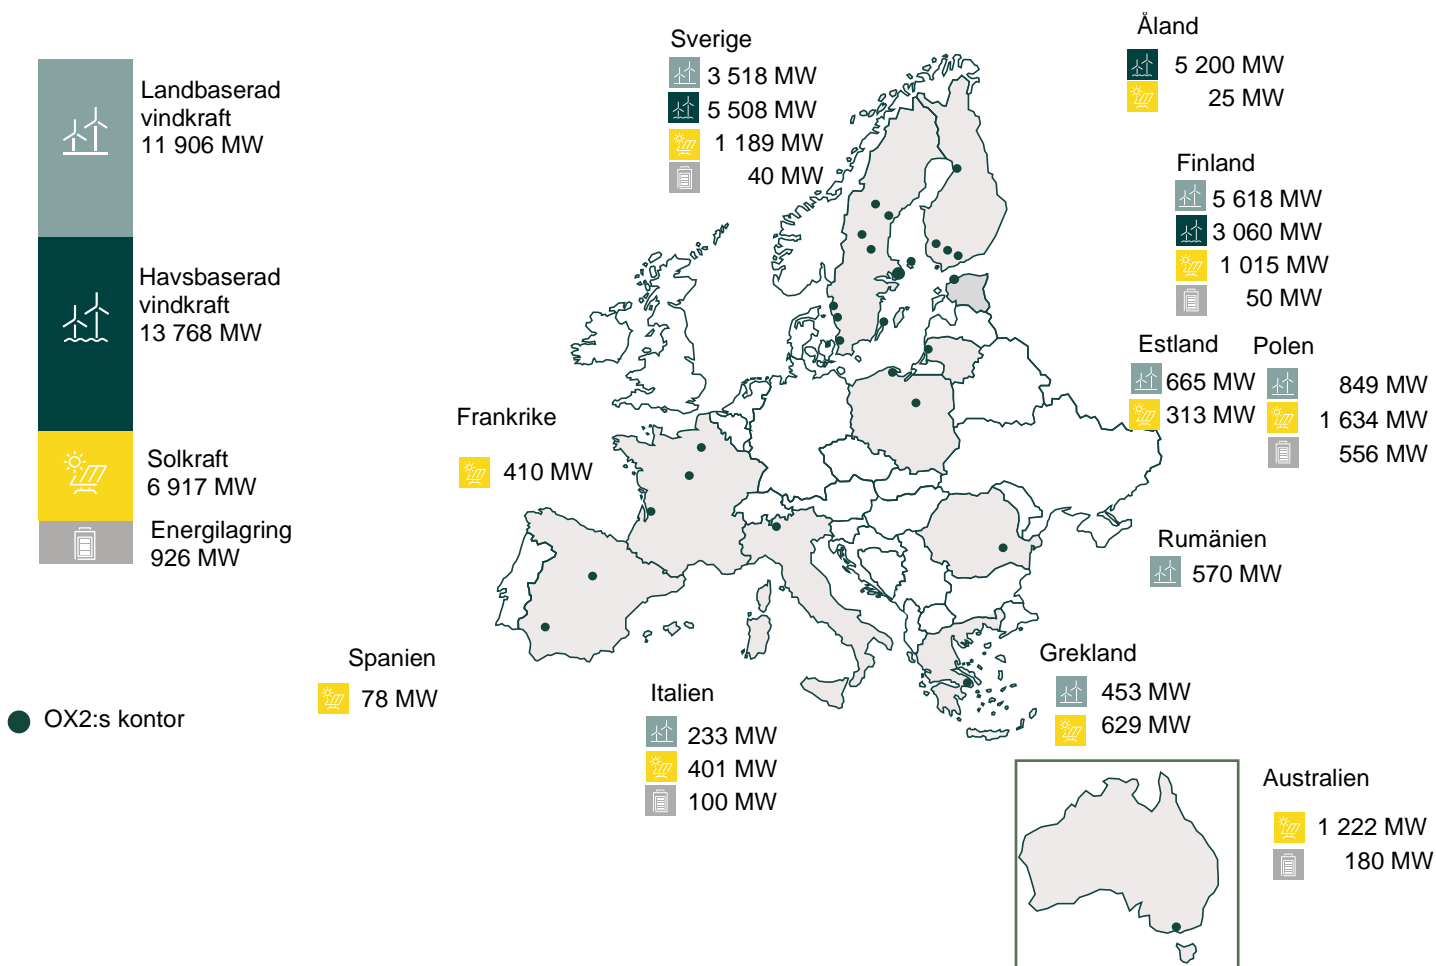 Landbaserad
vindkraft
11 906 MW
Havsbaserad
vindkraft
13 768 MW
Solkraft
6 917 MW
Energilagring
926 MW
OX2:s kontor
Sverige
3 518 MW
5 508 MW
1 189 MW
40 MW
Åland
5 200 MW
25 MW
Finland
5 618 MW
3 060 MW
1 015 MW
50 MW
Estland
665 MW
313 MW
Polen
849 MW
1 634 MW
556 MW
Frankrike
410 MW
Rumänien
570 MW
Spanien
78 MW
Italien
233 MW
401 MW
100 MW
Grekland
453 MW
629 MW
Australien
1 222 MW
180 MW